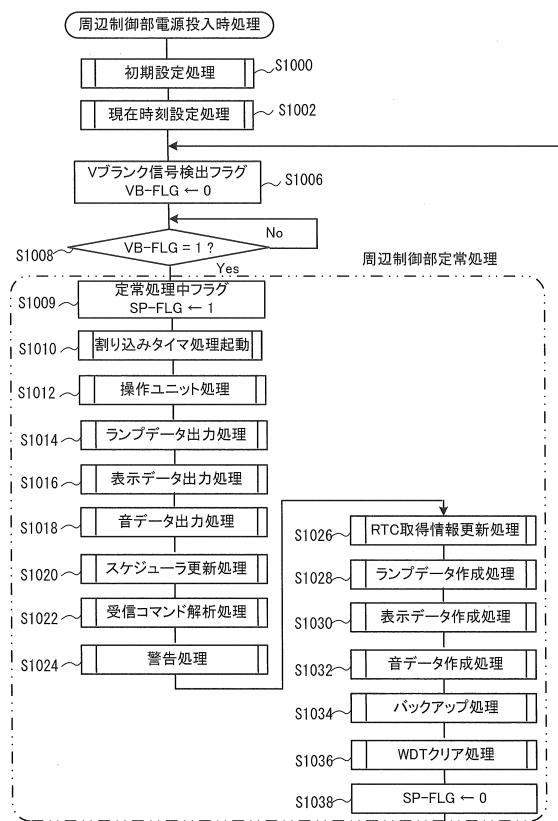 周辺制御部電源投入時処理
初期設定処理
S1000
現在時刻設定処理
S1002
Vブランク信号検出フラグ
VB-FLG ← 0
S1006
VB-FLG = 1 ?
S1008
No
Yes
周辺制御部定常処理
定常処理中フラグ
SP-FLG ← 1
S1009
S1010
割り込みタイマ処理起動
S1012
操作ユニット処理
S1014
ランプデータ出力処理
S1016
表示データ出力処理
S1018
音データ出力処理
S1020
スケジューラ更新処理
S1022
受信コマンド解析処理
S1024
警告処理
S1026
RTC取得情報更新処理
S1028
ランプデータ作成処理
S1030
表示データ作成処理
S1032
音データ作成処理
S1034
バックアップ処理
S1036
WDTクリア処理
S1038
SP-FLG ← 0